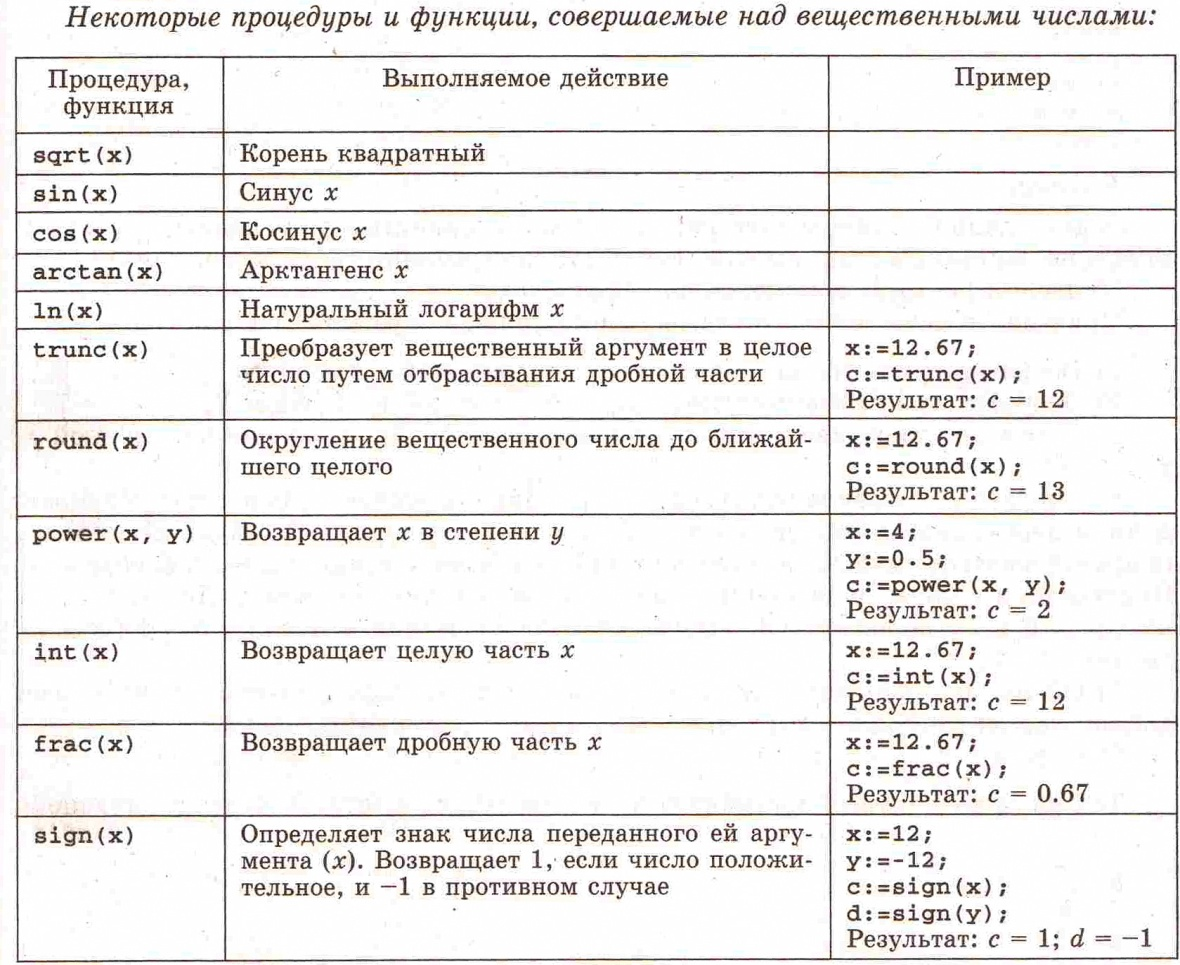 Некоторые процедуры и функции, совершаемые над вещественными числами:
Процедура,
функция
Выполняемое действие
Пример
sqrt(x)
Корень квадратный
sin(x)
Синус x
cos(x)
Косинус x
arctan(x)
Арктангенс x
ln(x)
Натуральный логарифм x
trunc(x)
Преобразует вещественный аргумент в целое
число путем отбрасывания дробной части
x:=12.67;
c:=trunc(x);
Результат: c = 12
round(x)
Округление вещественного числа до ближай-
шего целого
x:=12.67;
c:=round(x);
Результат: c = 13
power(x, y)
Возвращает x в степени y
x:=4;
y:=0.5;
c:=power(x, y);
Результат: c = 2
int(x)
Возвращает целую часть x
x:=12.67;
c:=int(x);
Результат: c = 12
frac(x)
Возвращает дробную часть x
x:=12.67;
c:=frac(x);
Результат: c = 0.67
sign(x)
Определяет знак числа переданного ей аргу-
мента (x). Возвращает 1, если число положи-
тельное, и −1 в противном случае
x:=12;
y:=-12;
c:=sign(x);
d:=sign(y);
Результат: c = 1; d = −1